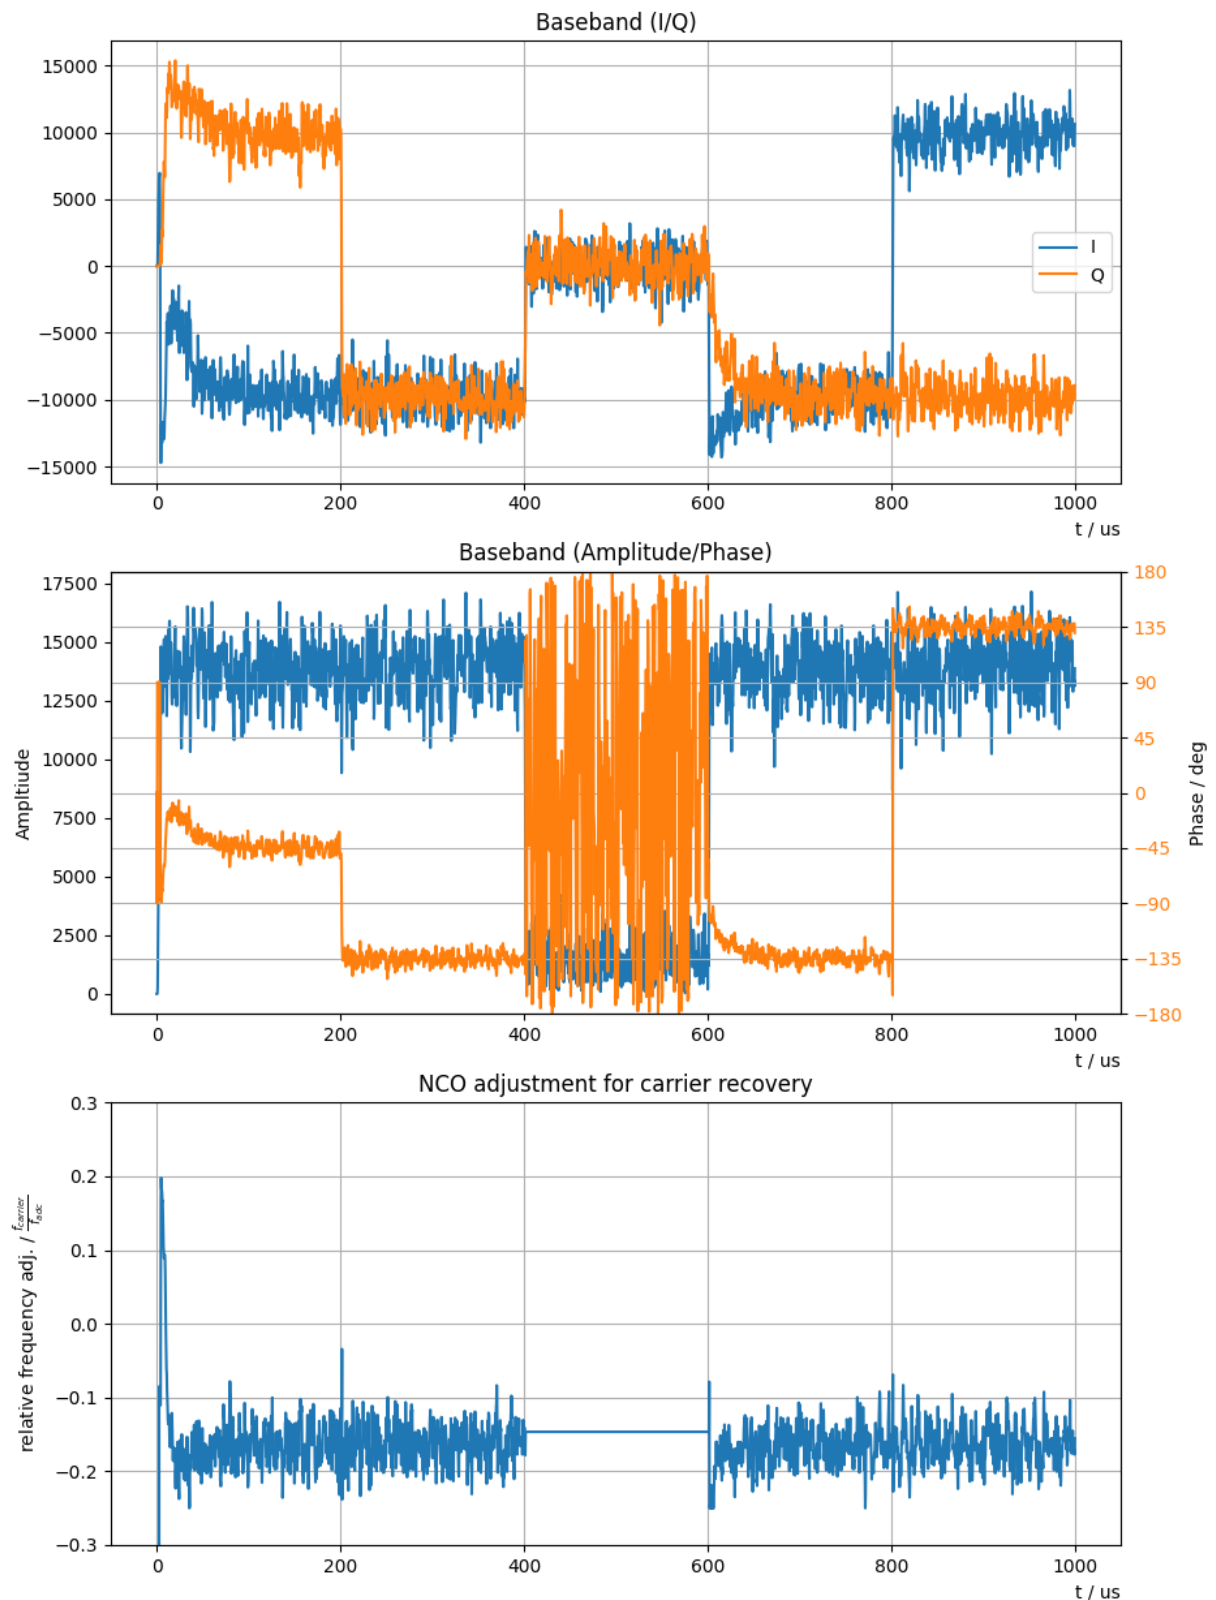 Baseband (I/Q)
15000
10000
5000
0
−5000
−10000
−15000
I
Q
0 200 400 600 800 1000
t / us
Baseband (Amplitude/Phase)
17500
15000
12500
10000
7500
5000
2500
0
Ampltiude
180
135
90
45
0
−45
−90
−135
−180
Phase / deg
0 200 400 600 800 1000
t / us
NCO adjustment for carrier recovery
0.3
0.2
0.1
0.0
−0.1
−0.2
−0.3
relative frequency adj. / f_carrier / f_adc
0 200 400 600 800 1000
t / us